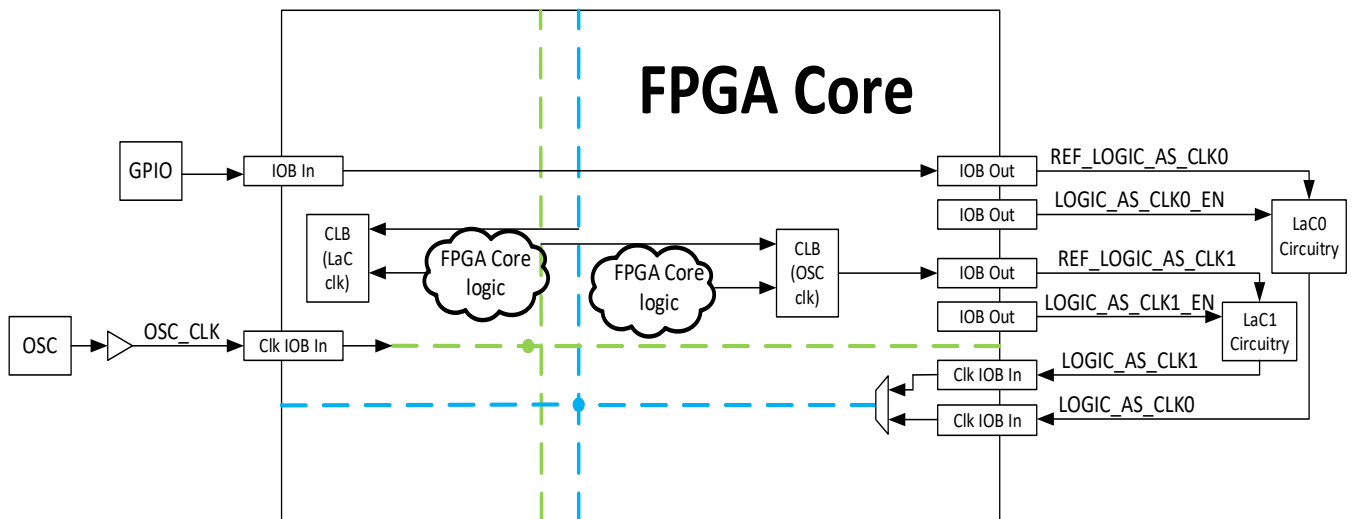 FPGA Core
GPIO
IOB In
IOB Out
REF_LOGIC_AS_CLK0
IOB Out
LOGIC_AS_CLK0_EN
LaC0
Circuitry
CLB
(LaC
clk)
FPGA Core
logic
FPGA Core
logic
CLB
(OSC
clk)
IOB Out
REF_LOGIC_AS_CLK1
IOB Out
LOGIC_AS_CLK1_EN
LaC1
Circuitry
OSC
OSC_CLK
Clk IOB In
Clk IOB In
LOGIC_AS_CLK1
Clk IOB In
LOGIC_AS_CLK0